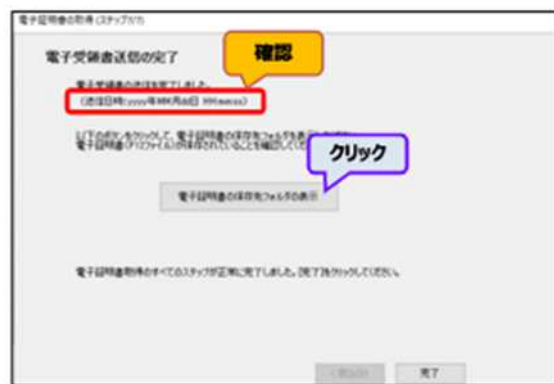 電子証明書の取得 (ステップ7/7)
電子受領書送信の完了
確認
電子受領書の送信を完了しました。
(送信日時:yyyy年MM月dd日 HH:mm:ss)
以下のボタンをクリックして、電子証明書の保存先フォルダを表示し
電子証明書(P12ファイル)が保存されていることを確認してください
クリック
電子証明書の保存先フォルダの表示
電子証明書取得のすべてのステップが正常に完了しました。[完了]をクリックしてください。
完了